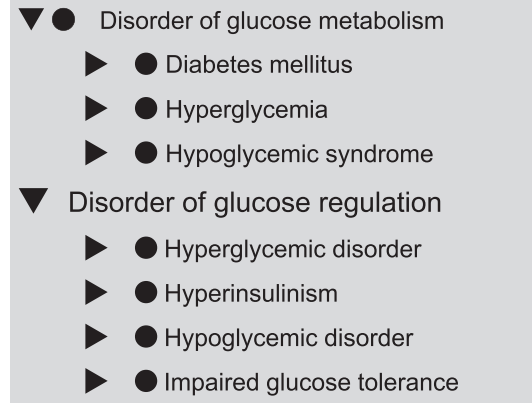 Disorder of glucose metabolism
Diabetes mellitus
Hyperglycemia
Hypoglycemic syndrome
Disorder of glucose regulation
Hyperglycemic disorder
Hyperinsulinism
Hypoglycemic disorder
Impaired glucose tolerance